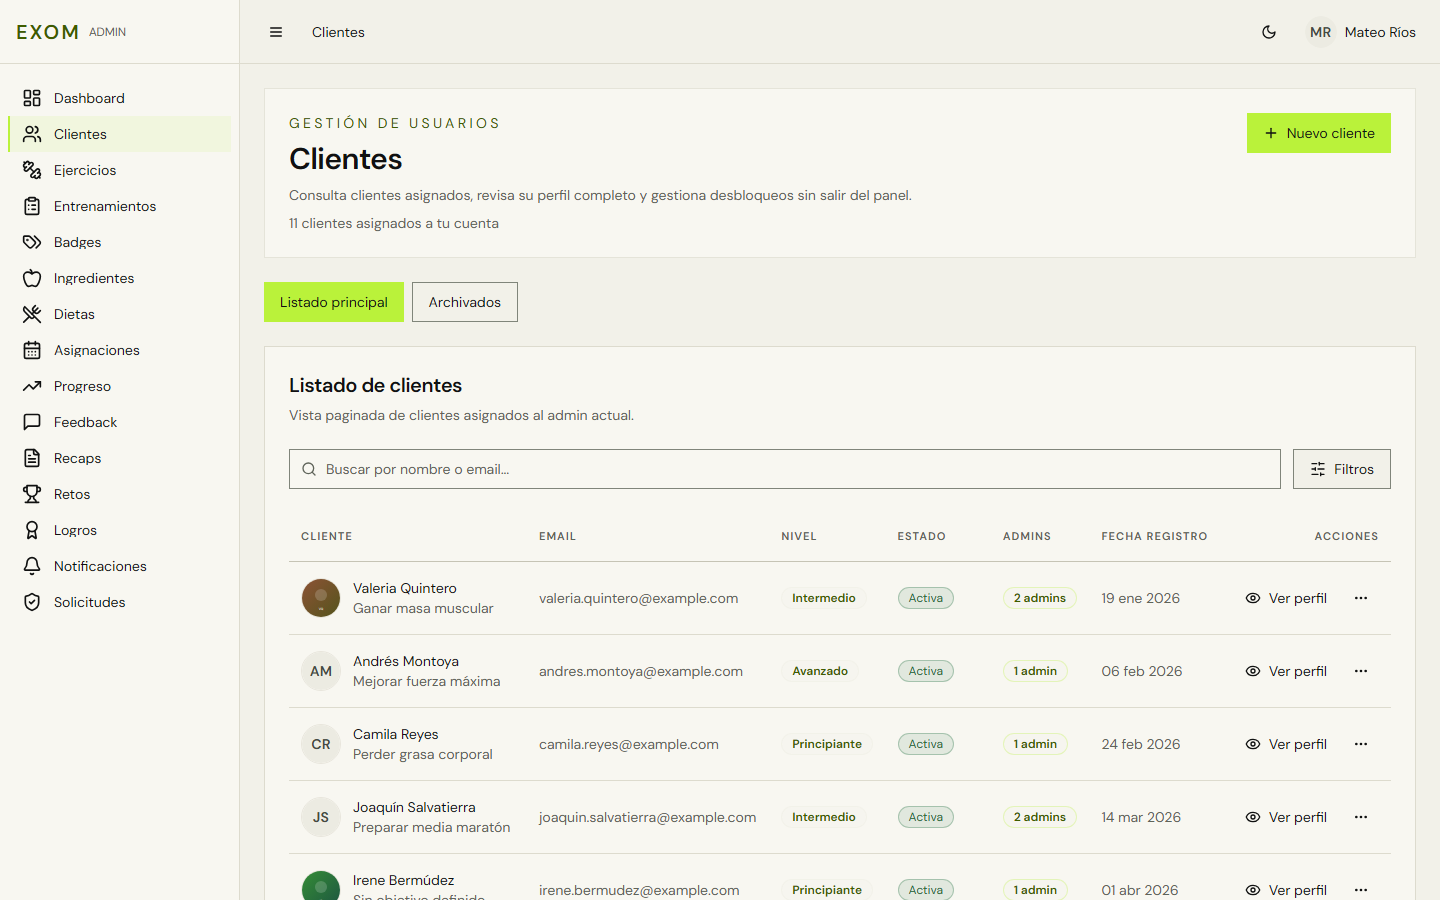 EXOM ADMIN
Clientes
MR Mateo Ríos
Dashboard
Clientes
Ejercicios
Entrenamientos
Badges
Ingredientes
Dietas
Asignaciones
Progreso
Feedback
Recaps
Retos
Logros
Notificaciones
Solicitudes
GESTIÓN DE USUARIOS
Clientes
Consulta clientes asignados, revisa su perfil completo y gestiona desbloqueos sin salir del panel.
11 clientes asignados a tu cuenta
Nuevo cliente
Listado principal
Archivados
Listado de clientes
Vista paginada de clientes asignados al admin actual.
Buscar por nombre o email...
Filtros
CLIENTE EMAIL NIVEL ESTADO ADMINS FECHA REGISTRO ACCIONES
Valeria Quintero
Ganar masa muscular
valeria.quintero@example.com Intermedio Activa 2 admins 19 ene 2026 Ver perfil
AM
Andrés Montoya
Mejorar fuerza máxima
andres.montoya@example.com Avanzado Activa 1 admin 06 feb 2026 Ver perfil
CR
Camila Reyes
Perder grasa corporal
camila.reyes@example.com Principiante Activa 1 admin 24 feb 2026 Ver perfil
JS
Joaquín Salvatierra
Preparar media maratón
joaquin.salvatierra@example.com Intermedio Activa 2 admins 14 mar 2026 Ver perfil
Irene Bermúdez
Sin objetivo definido
irene.bermudez@example.com Principiante Activa 1 admin 01 abr 2026 Ver perfil